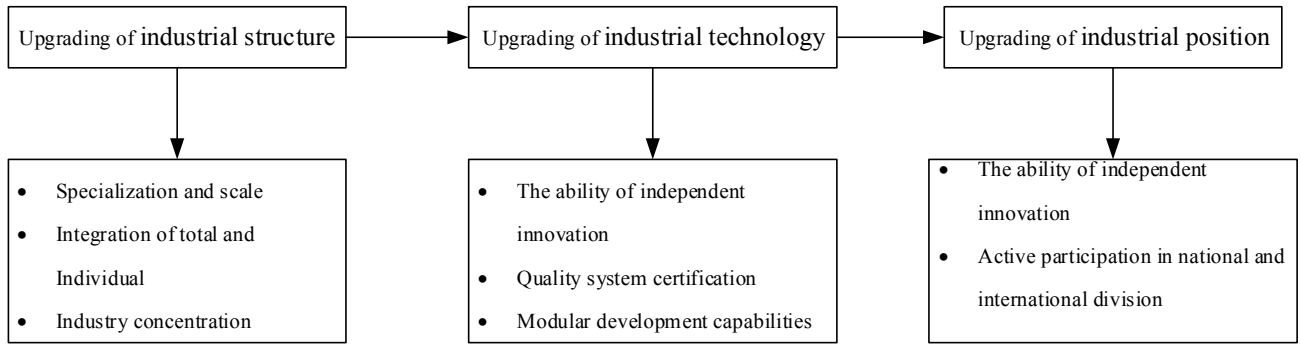 Upgrading of industrial structure
Upgrading of industrial technology
Upgrading of industrial position
• Specialization and scale
• Integration of total and
Individual
• Industry concentration
• The ability of independent
innovation
• Quality system certification
• Modular development capabilities
• The ability of independent
innovation
• Active participation in national and
international division